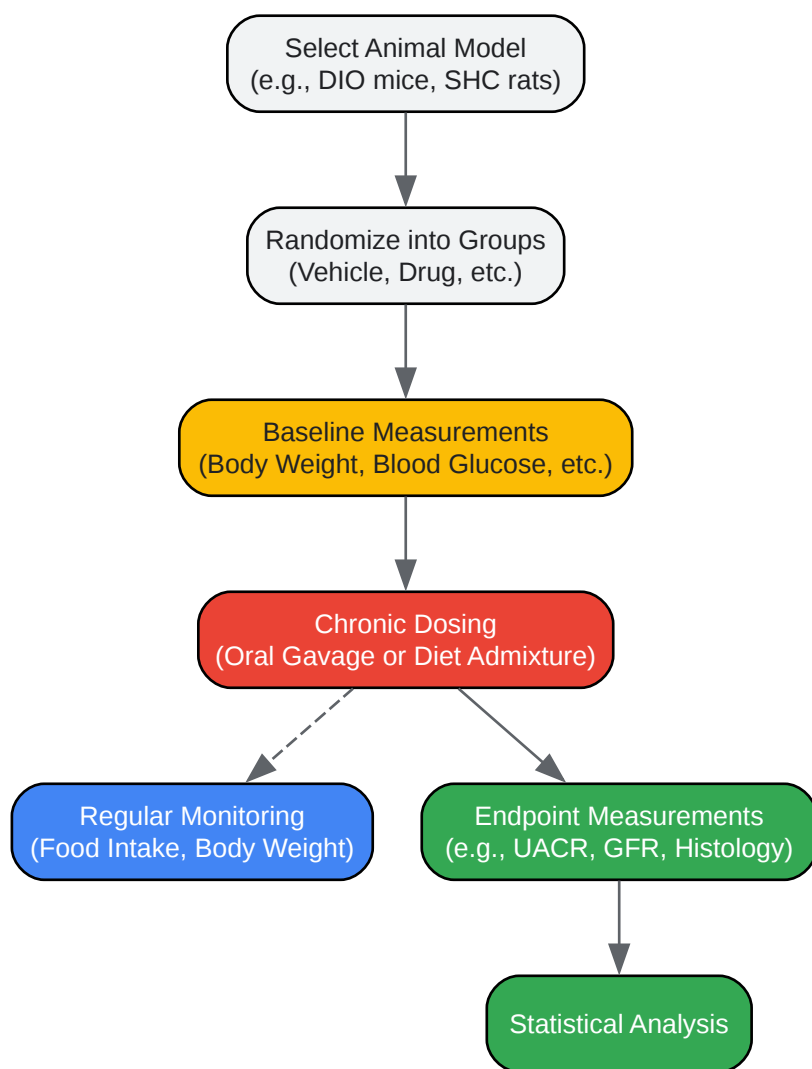 Select Animal Model
(e.g., DIO mice, SHC rats)
Randomize into Groups
(Vehicle, Drug, etc.)
Baseline Measurements
(Body Weight, Blood Glucose, etc.)
Chronic Dosing
(Oral Gavage or Diet Admixture)
Regular Monitoring
(Food Intake, Body Weight)
Endpoint Measurements
(e.g., UACR, GFR, Histology)
Statistical Analysis